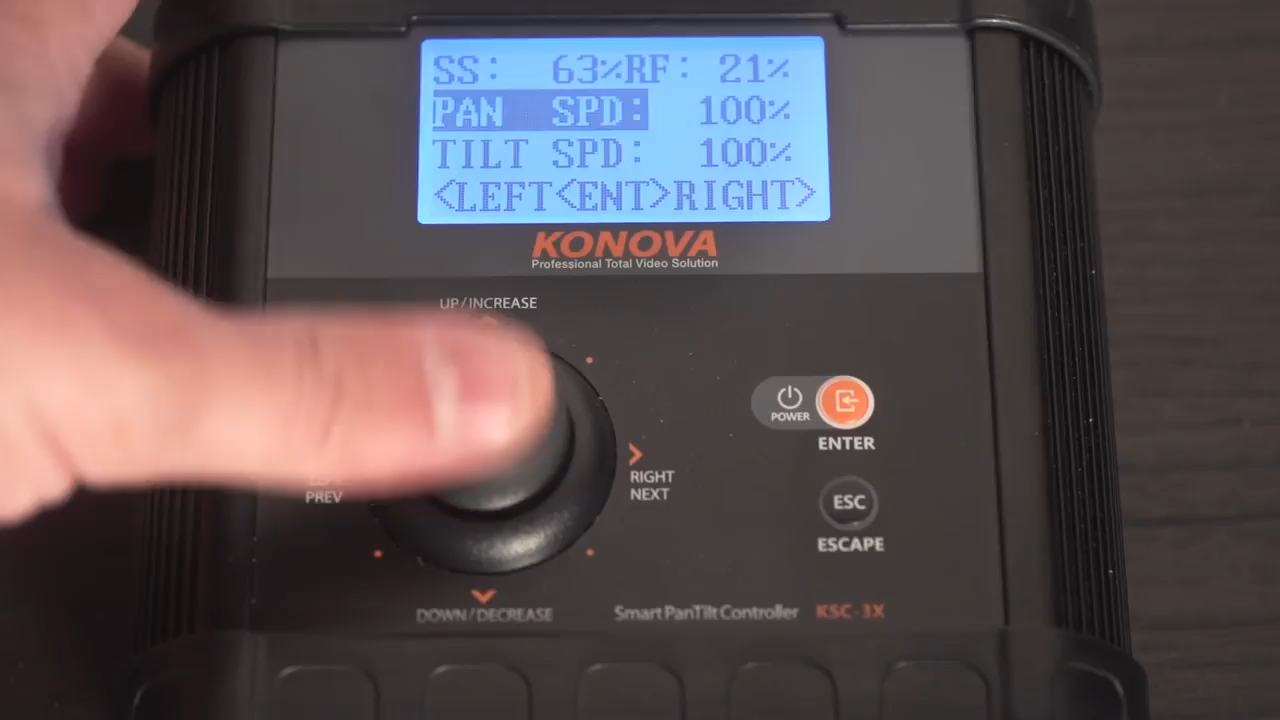 SS: 63%RF: 21%
PAN SPD: 100%
TILT SPD: 100%
<LEFT<ENT>RIGHT>
KONOVA
Professional Total Video Solution
UP/INCREASE
POWER
ENTER
RIGHT
NEXT
PREV
ESC
ESCAPE
DOWN/DECREASE
Smart PanTilt Controller KSC-3X